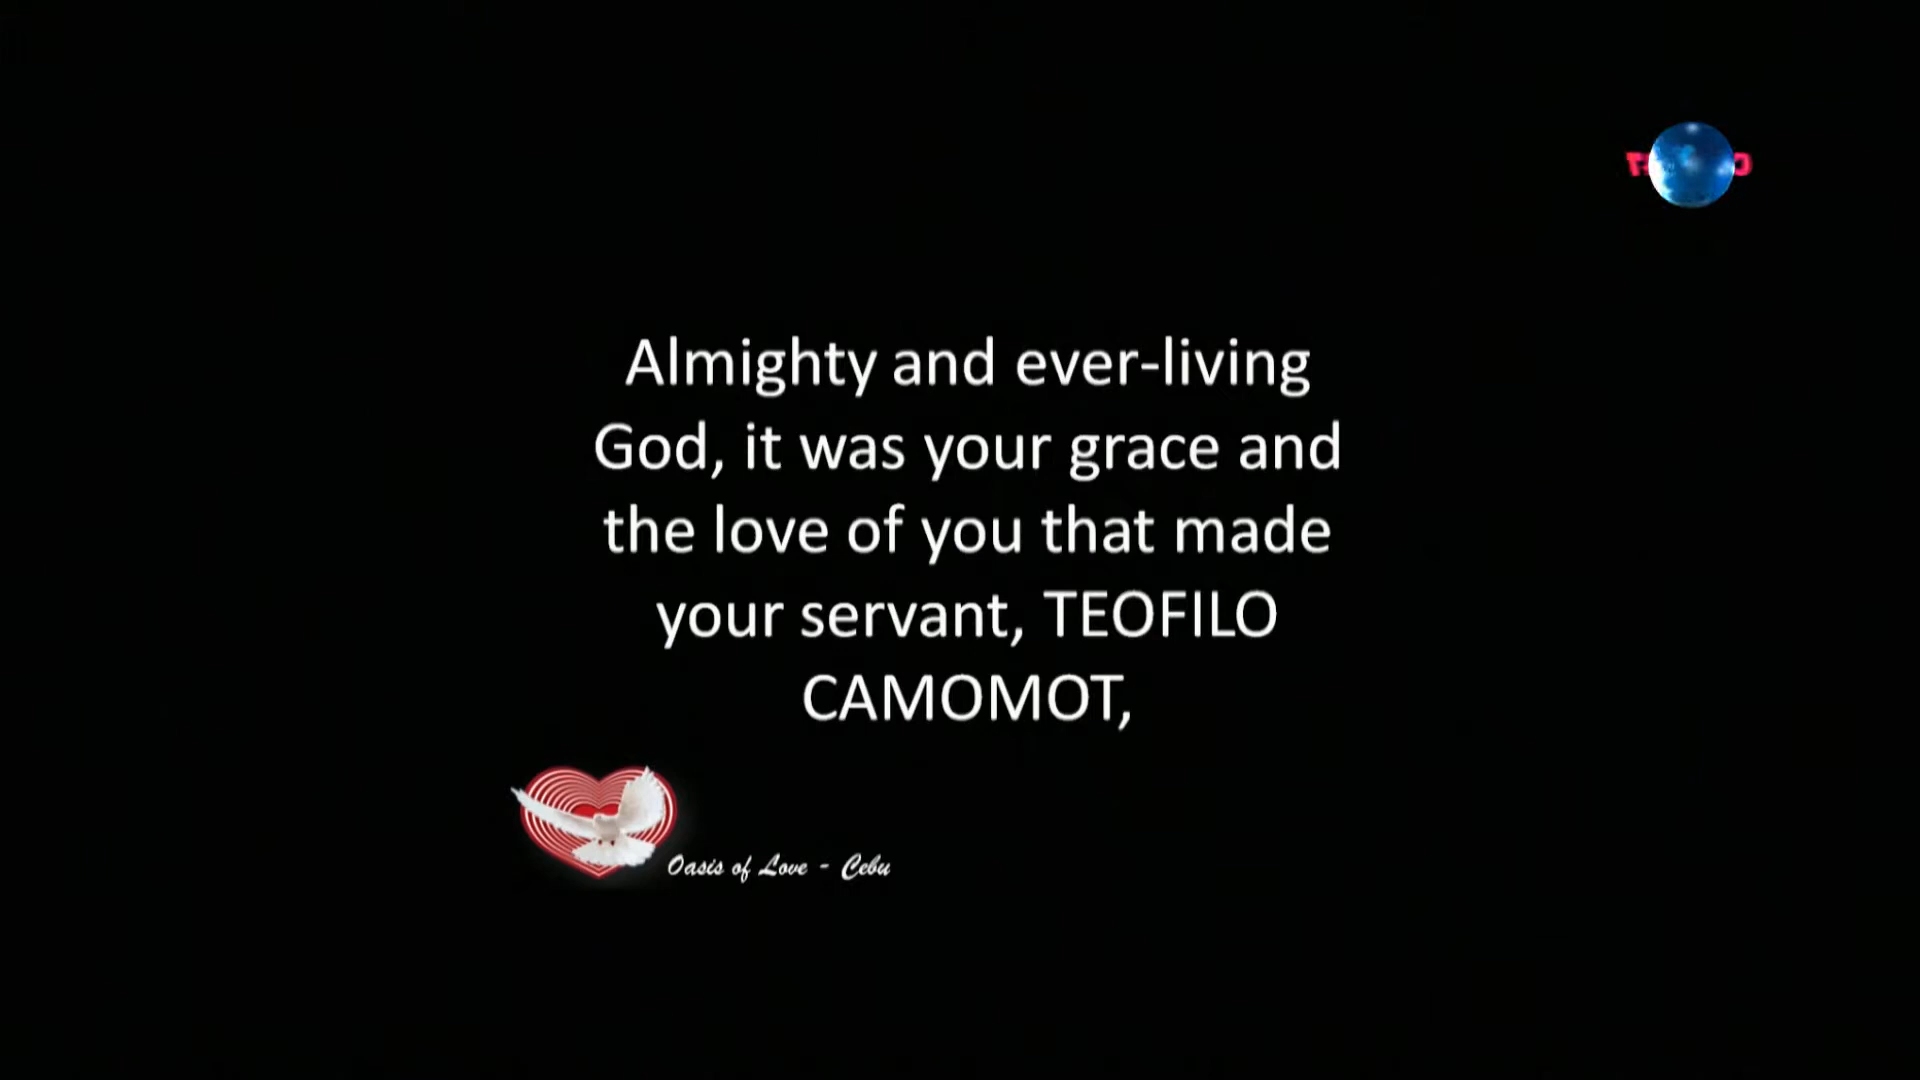 Almighty and ever-living
God, it was your grace and
the love of you that made
your servant, TEOFILO
CAMOMOT,
Oasis of Love - Cebu